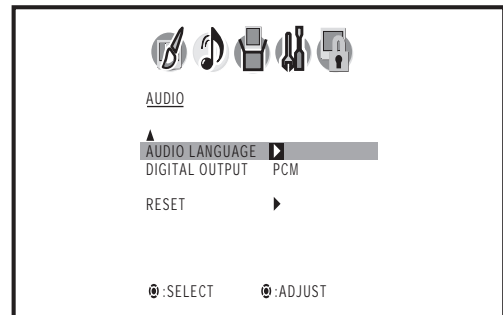 AUDIO
AUDIO LANGUAGE
DIGITAL OUTPUT PCM
RESET
:SELECT :ADJUST